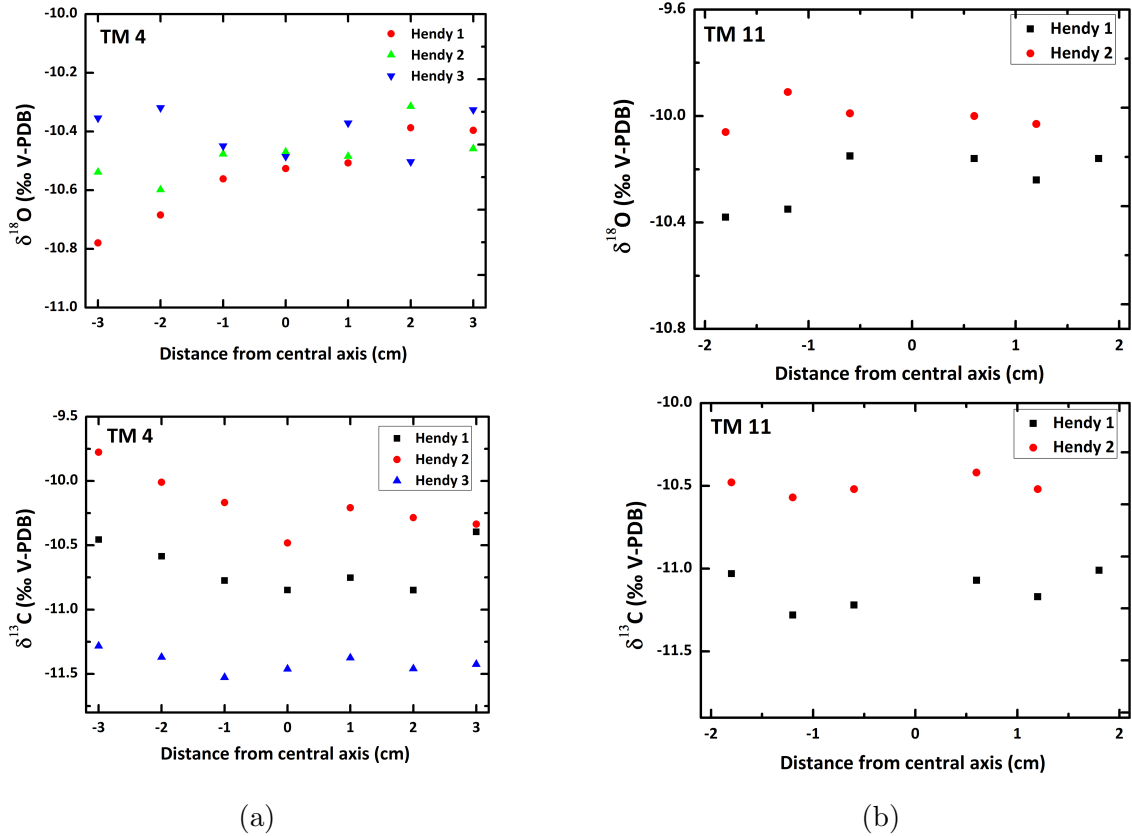 TM 4
Hendy 1
Hendy 2
Hendy 3
-10.0
-10.2
-10.4
-10.6
-10.8
-11.0
δ18O (‰ V-PDB)
-3 -2 -1 0 1 2 3
Distance from central axis (cm)
TM 11
Hendy 1
Hendy 2
-9.6
-10.0
-10.4
-10.8
δ18O (‰ V-PDB)
-2 -1 0 1 2
Distance from central axis (cm)
TM 4
Hendy 1
Hendy 2
Hendy 3
-9.5
-10.0
-10.5
-11.0
-11.5
δ13C (‰ V-PDB)
-3 -2 -1 0 1 2 3
Distance from central axis (cm)
(a)
TM 11
Hendy 1
Hendy 2
-10.0
-10.5
-11.0
-11.5
δ13C (‰ V-PDB)
-2 -1 0 1 2
Distance from central axis (cm)
(b)